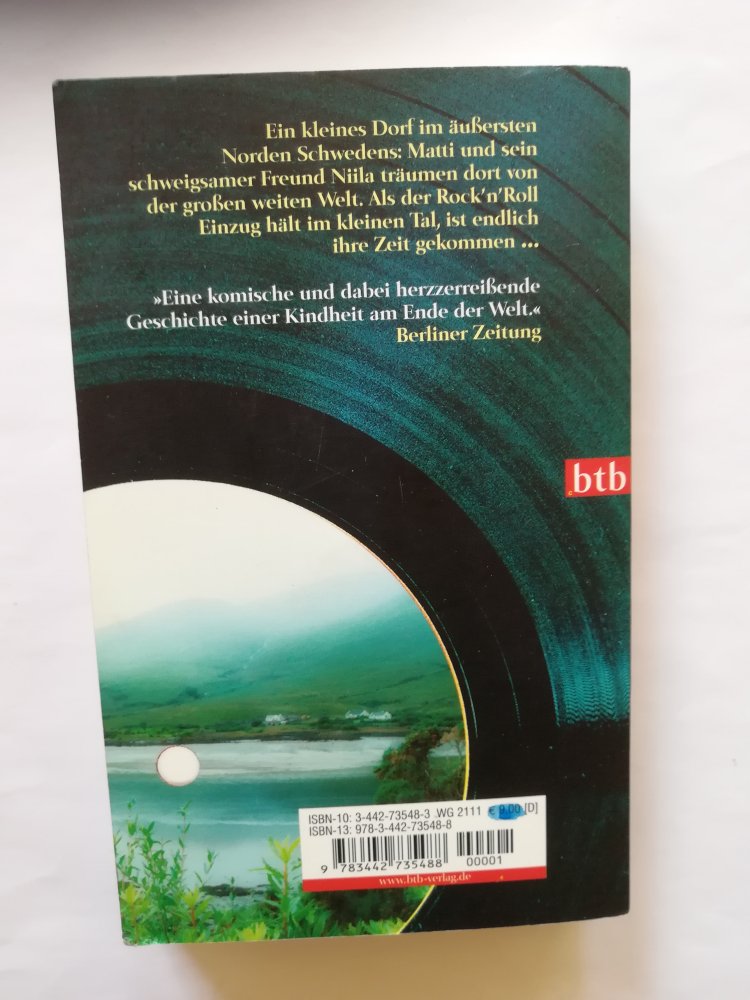 Ein kleines Dorf im äußersten
Norden Schwedens: Matti und sein
schweigsamer Freund Niila träumen dort von
der großen weiten Welt. Als der Rock'n'Roll
Einzug hält im kleinen Tal, ist endlich
ihre Zeit gekommen ...
»Eine komische und dabei herzzerreißende
Geschichte einer Kindheit am Ende der Welt.«
Berliner Zeitung
btb
ISBN-10: 3-442-73548-3 WG 2111 € 9,00 [D]
ISBN-13: 978-3-442-73548-8
9 783442 735488 00001
www.btb-verlag.de